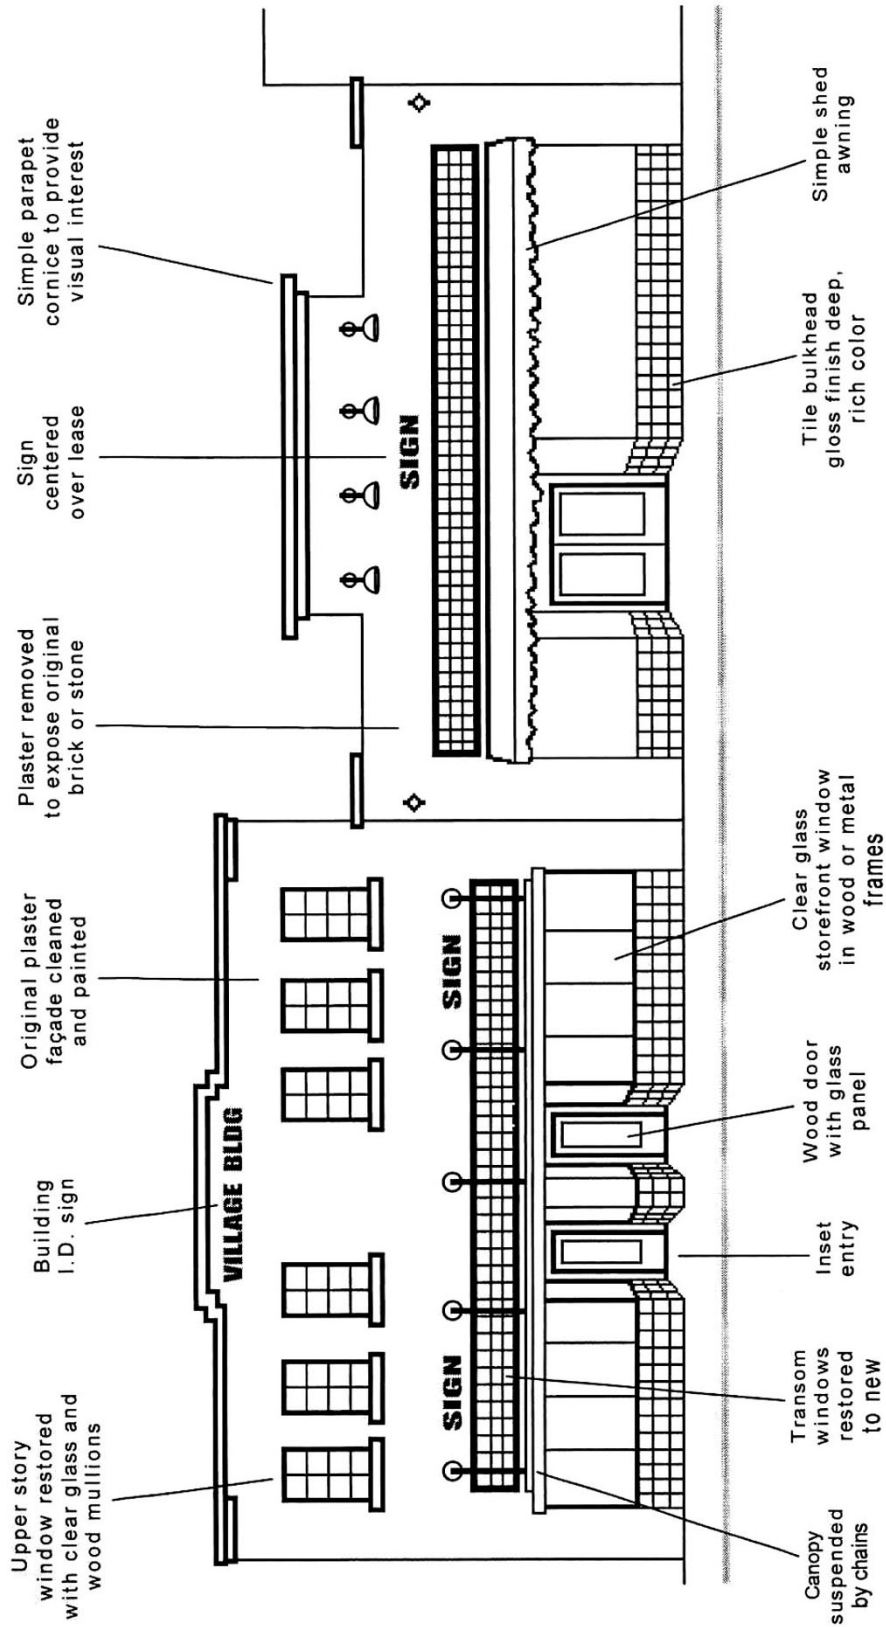 Upper story
window restored
with clear glass and
wood mullions
Building
I.D. sign
Original plaster
façade cleaned
and painted
Plaster removed
to expose original
brick or stone
Sign
centered
over lease
Simple parapet
cornice to provide
visual interest
VILLAGE BLDG
SIGN
SIGN
SIGN
Canopy
suspended
by chains
Transom
windows
restored
to new
Inset
entry
Wood door
with glass
panel
Clear glass
storefront window
in wood or metal
frames
Tile bulkhead
gloss finish deep,
rich color
Simple shed
awning